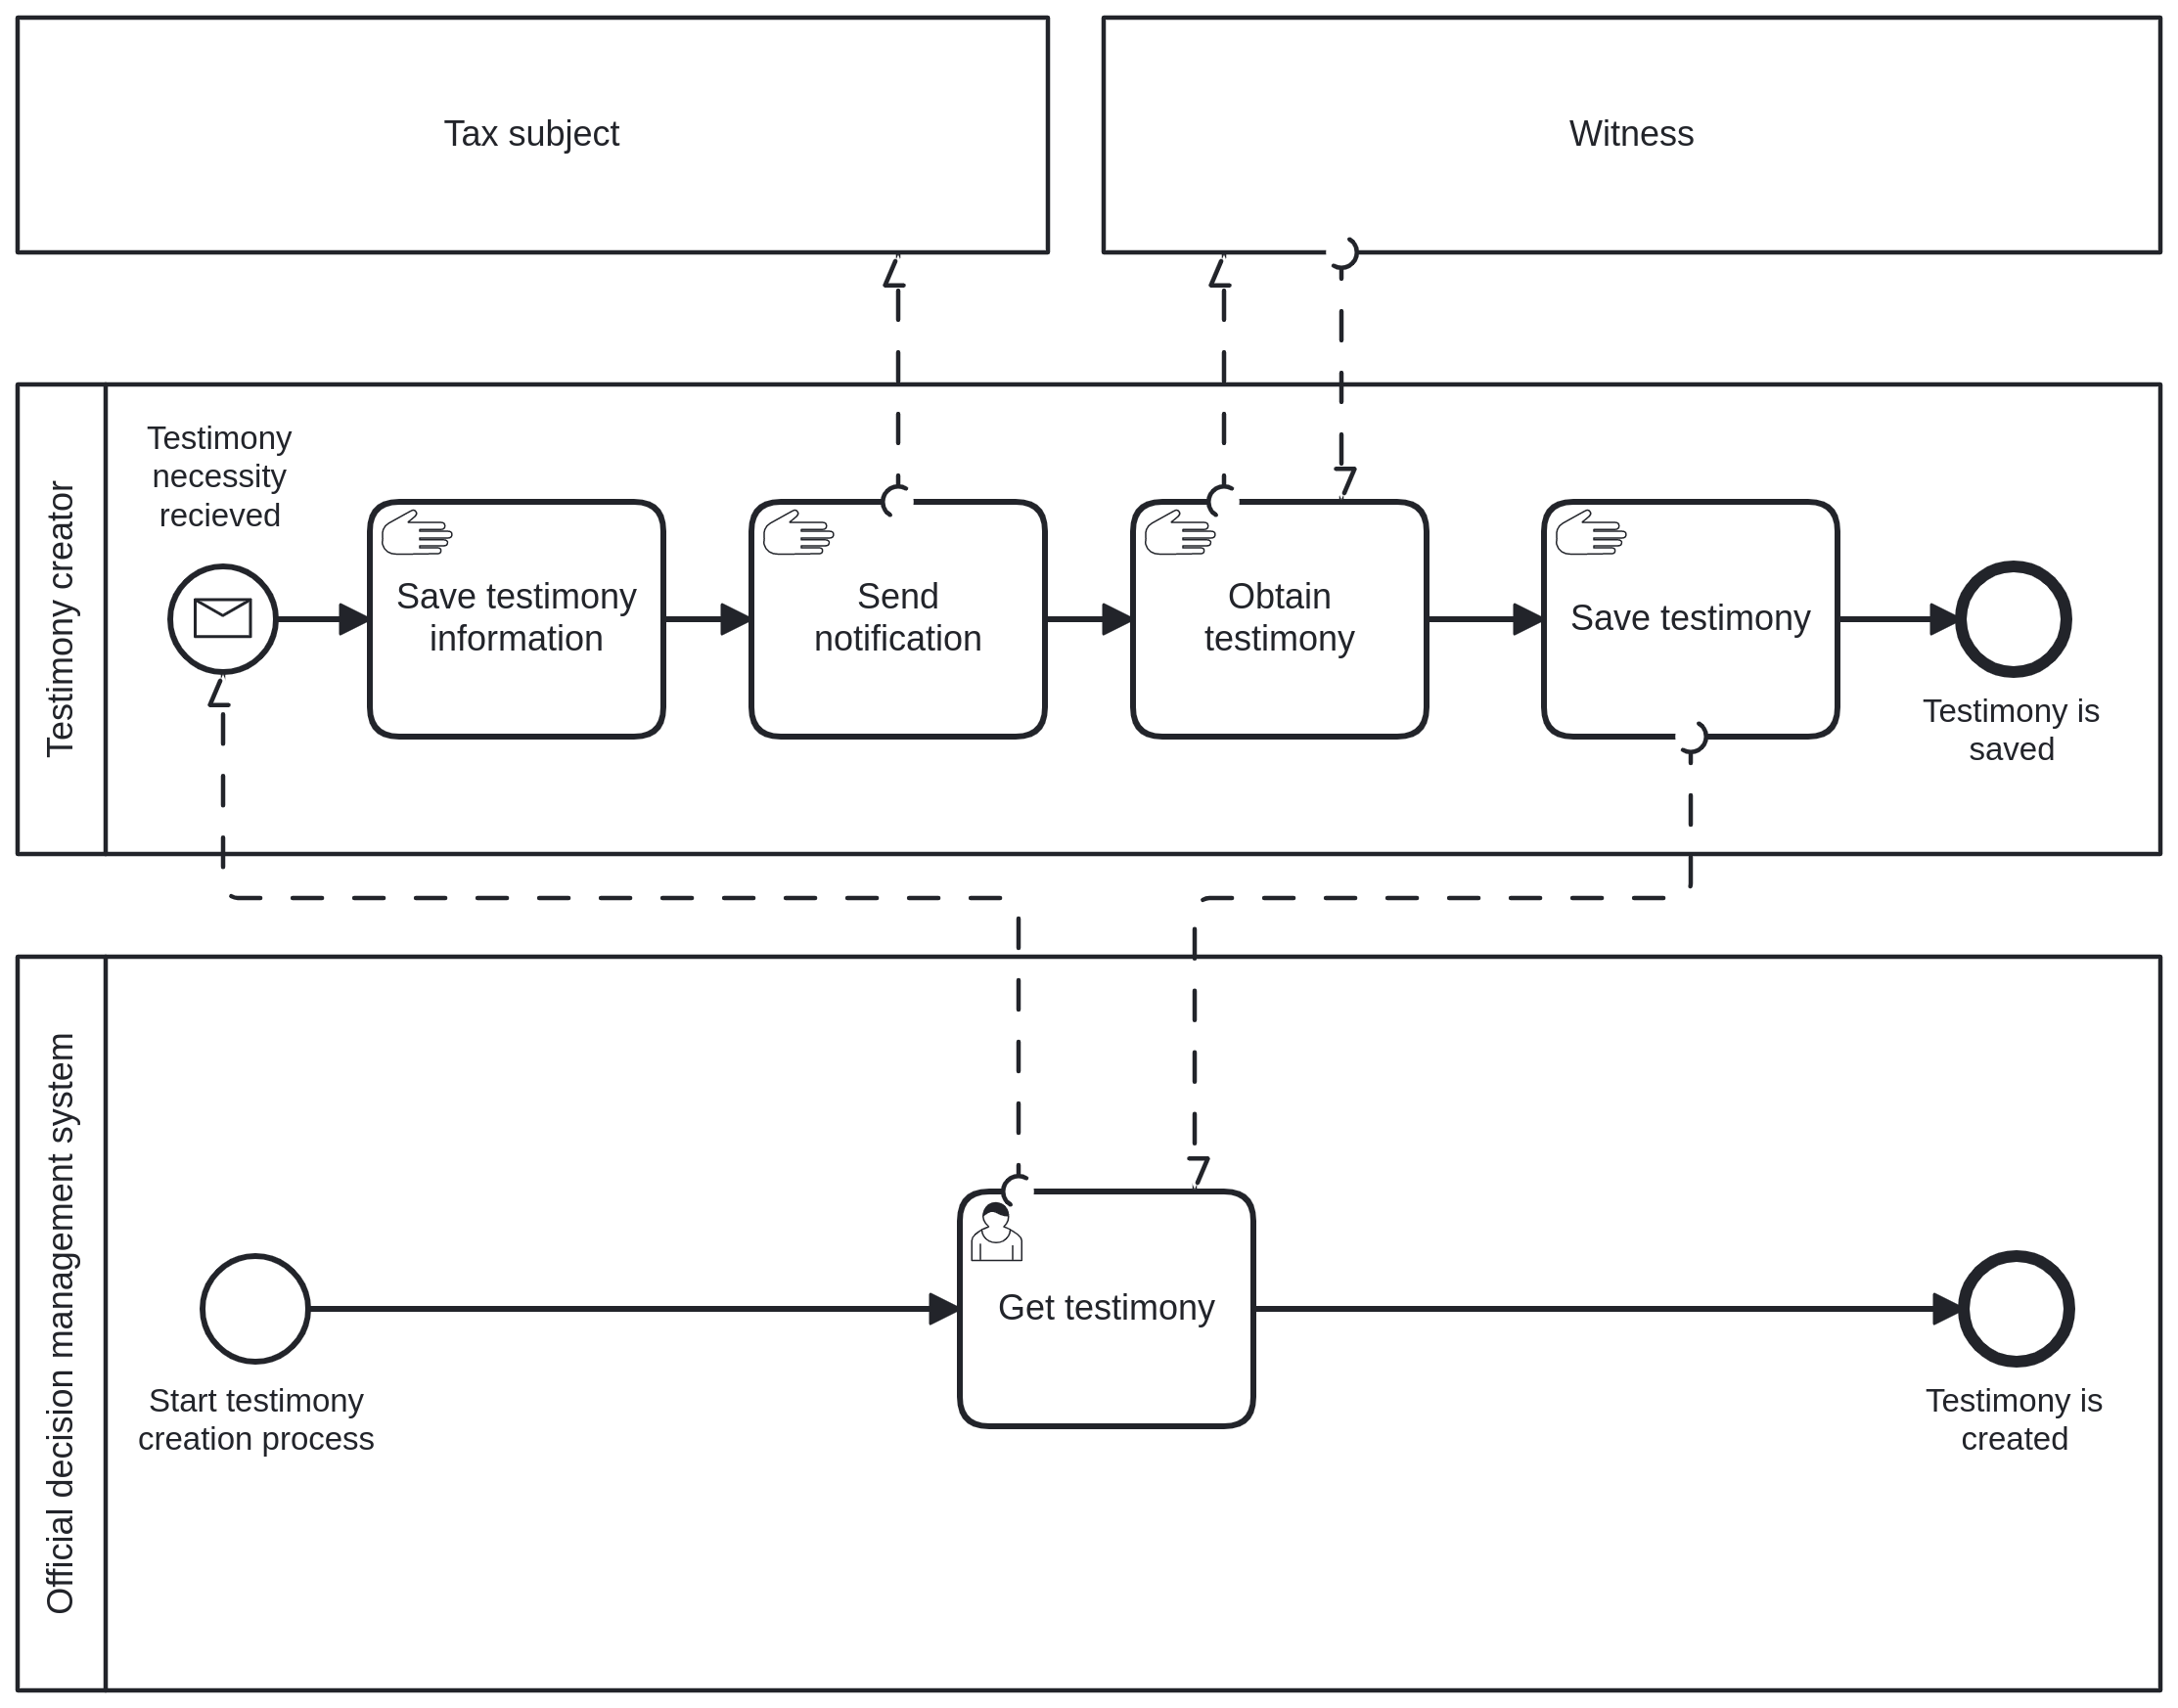 Tax subject
Witness
Testimony creator
Testimony
necessity
recieved
Save testimony
information
Send
notification
Obtain
testimony
Save testimony
Testimony is
saved
Official decision management system
Start testimony
creation process
Get testimony
Testimony is
created